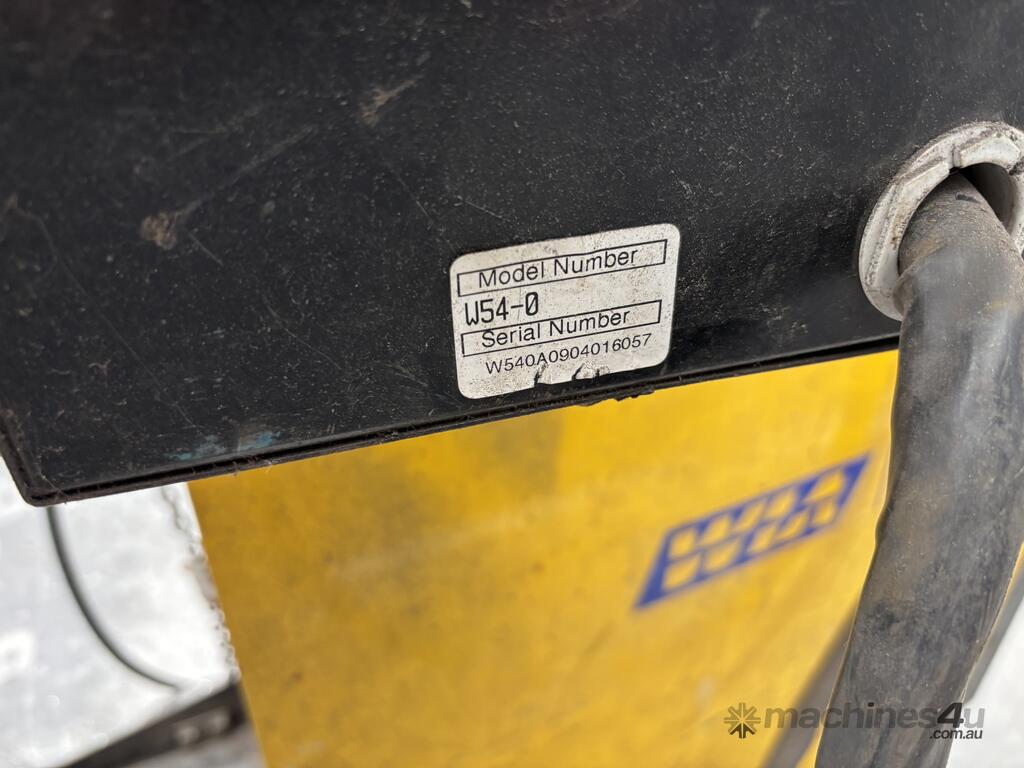 Model Number
W54-0
Serial Number
W540A0904016057
machines4u
.com.au